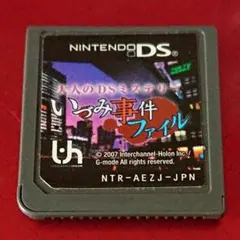 NINTENDO DS
大人のDSミステリー
いづみ事件
ファイル
© 2007 Interchannel-Holon Inc.
G-mode All rights reserved.
NTR-AEZJ-JPN